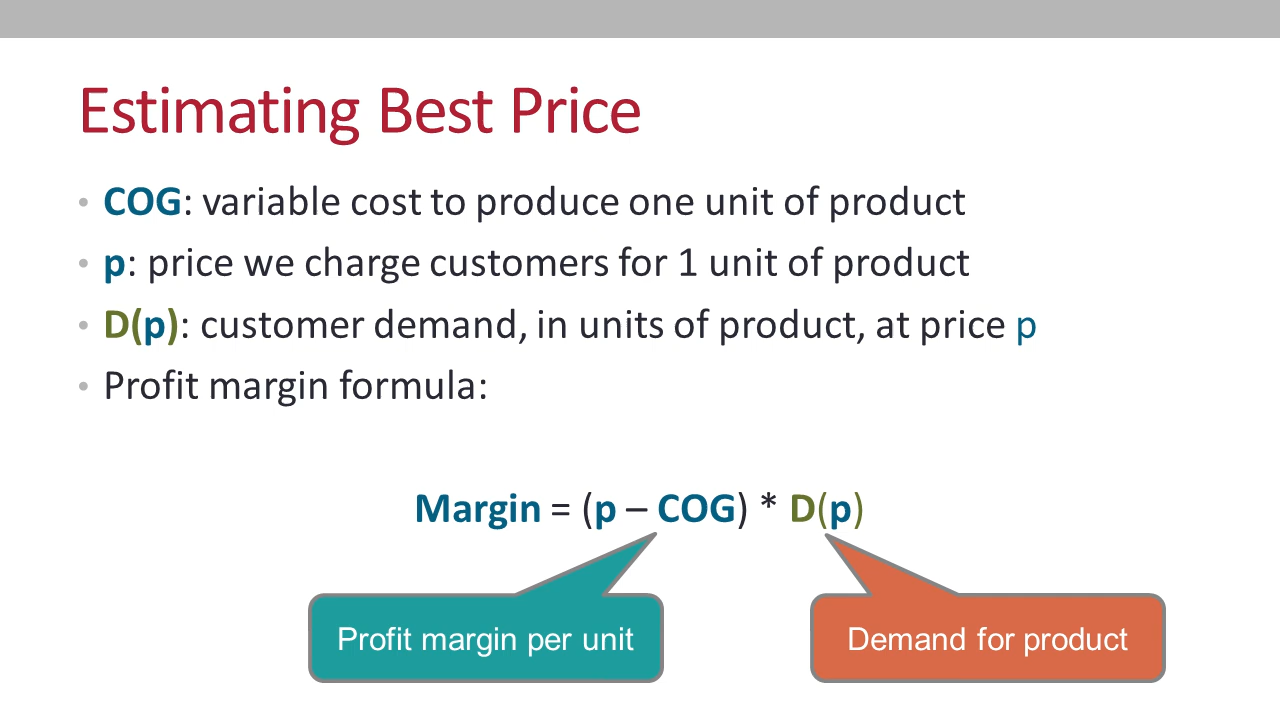 Estimating Best Price
• COG: variable cost to produce one unit of product
• p: price we charge customers for 1 unit of product
• D(p): customer demand, in units of product, at price p
• Profit margin formula:
Margin = (p – COG) * D(p)
Profit margin per unit
Demand for product